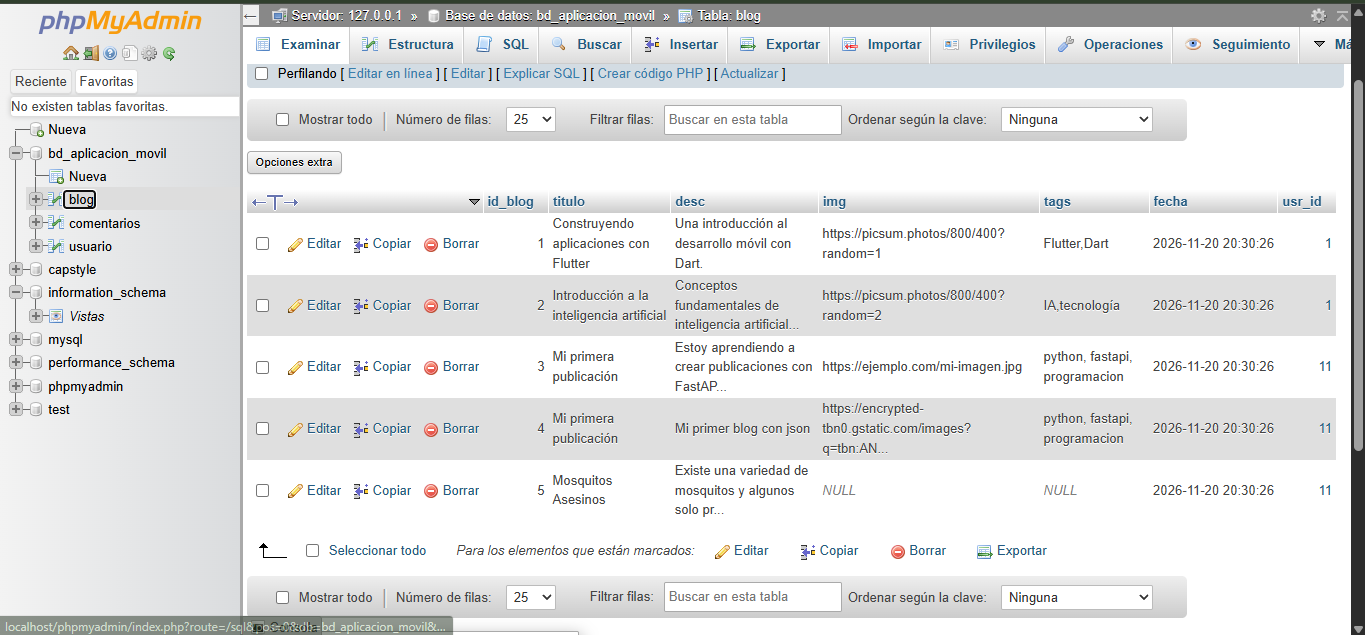 phpMyAdmin
Reciente Favoritas
No existen tablas favoritas.
Nueva
bd_aplicacion_movil
Nueva
blog
comentarios
usuario
capstyle
information_schema
Vistas
mysql
performance_schema
phpmyadmin
test
Servidor: 127.0.0.1 » Base de datos: bd_aplicacion_movil » Tabla: blog
Examinar Estructura SQL Buscar Insertar Exportar Importar Privilegios Operaciones Seguimiento Má
Perfilando [ Editar en línea ] [ Editar ] [ Explicar SQL ] [ Crear código PHP ] [ Actualizar ]
Mostrar todo | Número de filas: 25 Filtrar filas: Buscar en esta tabla Ordenar según la clave: Ninguna
Opciones extra
←T→ id_blog titulo desc img tags fecha usr_id
Editar Copiar Borrar 1
Construyendo
aplicaciones con
Flutter
Una introducción al
desarrollo móvil con
Dart.
https://picsum.photos/800/400?
random=1
Flutter,Dart
2026-11-20 20:30:26
1
Editar Copiar Borrar 2
Introducción a la
inteligencia artificial
Conceptos
fundamentales de
inteligencia artificial...
https://picsum.photos/800/400?
random=2
IA,tecnología
2026-11-20 20:30:26
1
Editar Copiar Borrar 3
Mi primera
publicación
Estoy aprendiendo a
crear publicaciones con
FastAP...
https://ejemplo.com/mi-imagen.jpg
python, fastapi,
programacion
2026-11-20 20:30:26
11
Editar Copiar Borrar 4
Mi primera
publicación
Mi primer blog con json
https://encrypted-
tbn0.gstatic.com/images?
q=tbn:AN...
python, fastapi,
programacion
2026-11-20 20:30:26
11
Editar Copiar Borrar 5
Mosquitos
Asesinos
Existe una variedad de
mosquitos y algunos
solo pr...
NULL
NULL
2026-11-20 20:30:26
11
Seleccionar todo Para los elementos que están marcados: Editar Copiar Borrar Exportar
Mostrar todo | Número de filas: 25 Filtrar filas: Buscar en esta tabla Ordenar según la clave: Ninguna